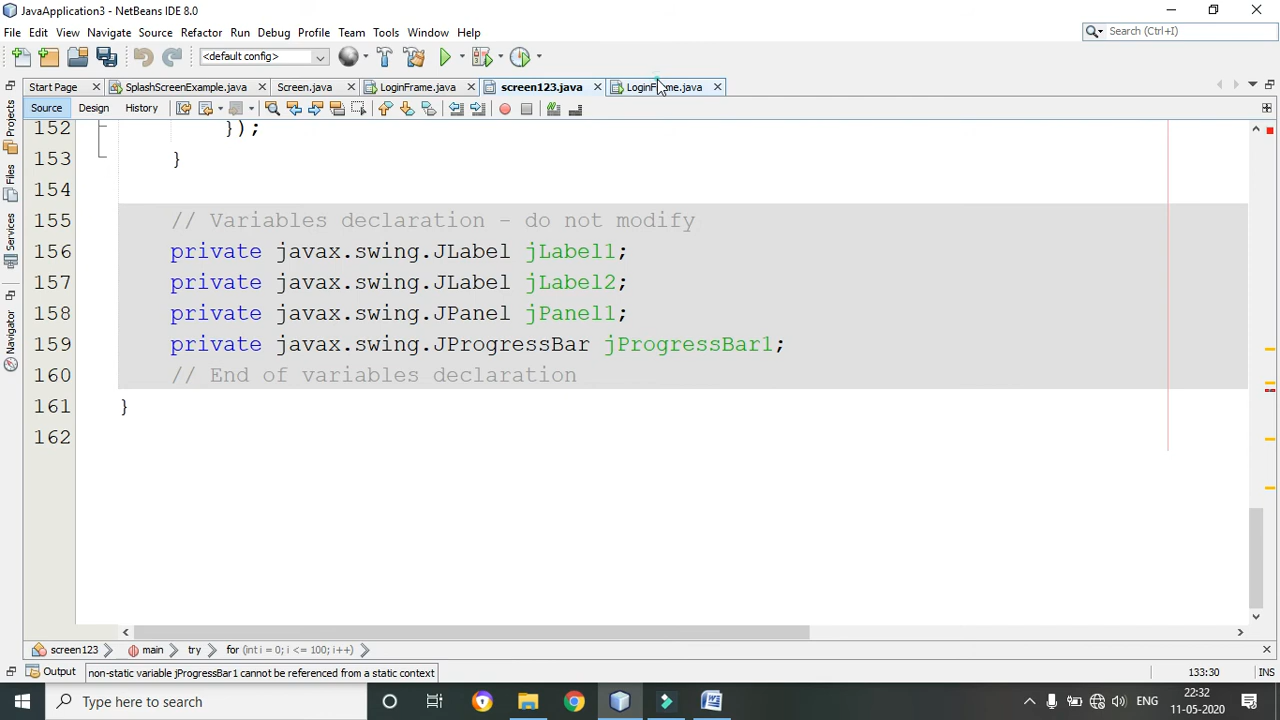 JavaApplication3 - NetBeans IDE 8.0
File Edit View Navigate Source Refactor Run Debug Profile Team Tools Window Help
Search (Ctrl+I)
<default config>
Start Page SplashScreenExample.java Screen.java LoginFrame.java screen123.java LoginFrame.java
Source Design History
Projects
Files
Services
Navigator
152 });
153 }
154
155 // Variables declaration - do not modify
156 private javax.swing.JLabel jLabel1;
157 private javax.swing.JLabel jLabel2;
158 private javax.swing.JPanel jPanel1;
159 private javax.swing.JProgressBar jProgressBar1;
160 // End of variables declaration
161 }
162
screen123 main try for (int i = 0; i <= 100; i++)
Output non-static variable jProgressBar1 cannot be referenced from a static context 133:30 INS
Type here to search
ENG
22:32
11-05-2020